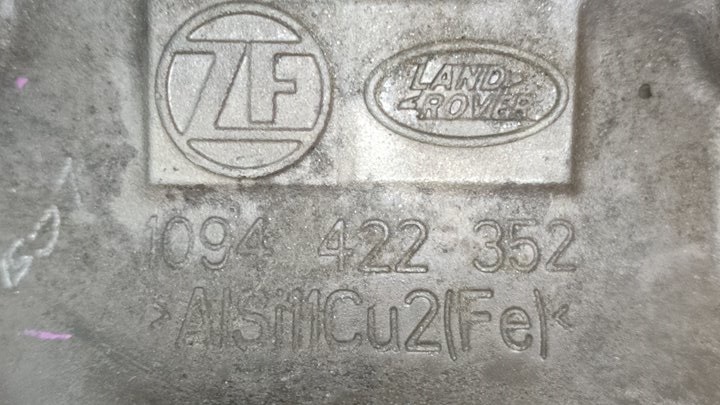 ZF LAND ROVER
1094 422 352
>AlSi11Cu2(Fe)<